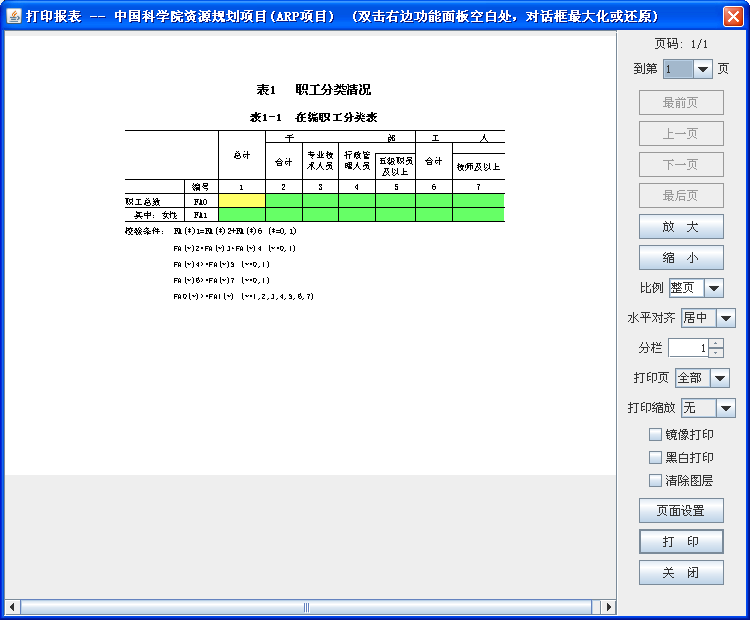 打印报表 -- 中国科学院资源规划项目(ARP项目) (双击右边功能面板空白处，对话框最大化或还原)
页码: 1/1
到第 1 页
最前页
上一页
下一页
最后页
放 大
缩 小
比例 整页
水平对齐 居中
分栏 1
打印页 全部
打印缩放 无
镜像打印
黑白打印
清除图层
页面设置
打 印
关 闭
表1 职工分类情况
表1-1 在编职工分类表
总计 干 部 工 人
合计 专业技术人员 行政管理人员 五级职员及以上 合计 技师及以上
编号 1 2 3 4 5 6 7
职工总数 FA0
其中: 女性 FA1
校验条件: FA(*)1=FA(*)2+FA(*)6 (*=0,1)
FA(*)2=FA(*)3+FA(*)4 (*=0,1)
FA(*)4>=FA(*)5 (*=0,1)
FA(*)6>=FA(*)7 (*=0,1)
FA0(*)>=FA1(*) (*=1,2,3,4,5,6,7)